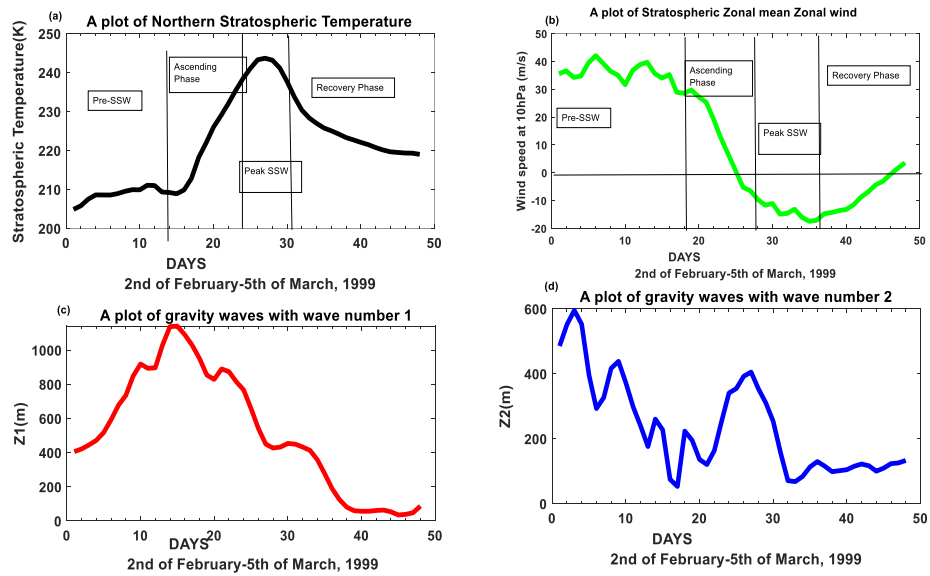 (a)
A plot of Northern Stratospheric Temperature
Stratospheric Temperature(K)
250
240
230
220
210
200
Pre-SSW
Ascending
Phase
Peak SSW
Recovery Phase
0 10 20 30 40 50
DAYS
2nd of February-5th of March, 1999
(b)
A plot of Stratospheric Zonal mean Zonal wind
Wind speed at 10hPa (m/s)
50
40
30
20
10
0
-10
-20
Pre-SSW
Ascending
Phase
Peak SSW
Recovery Phase
0 10 20 30 40 50
DAYS
2nd of February-5th of March, 1999
(c)
A plot of gravity waves with wave number 1
Z1(m)
1000
800
600
400
200
0
0 10 20 30 40 50
DAYS
2nd of February-5th of March, 1999
(d)
A plot of gravity waves with wave number 2
Z2(m)
600
400
200
0
0 10 20 30 40 50
DAYS
2nd of February-5th of March, 1999